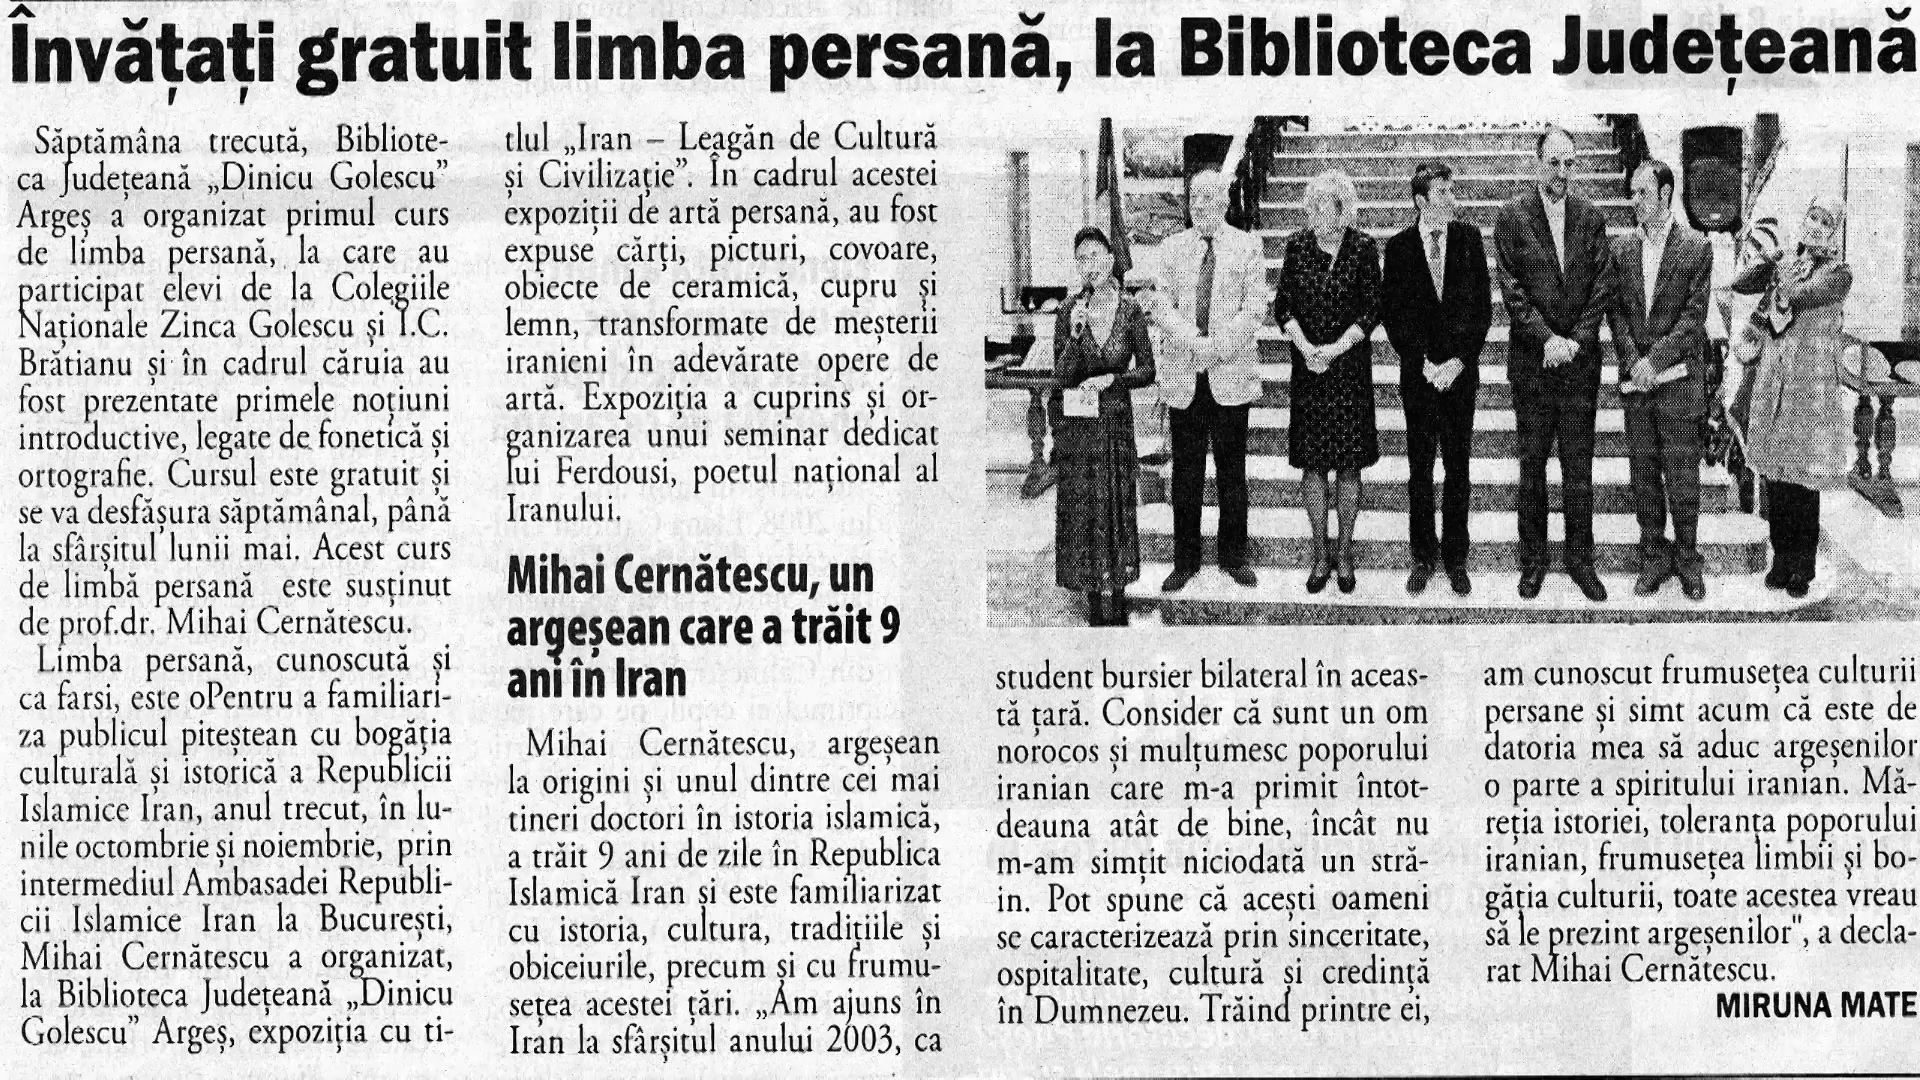 Învățați gratuit limba persană, la Biblioteca Județeană
Săptămâna trecută, Bibliote-
ca Județeană „Dinicu Golescu”
Argeș a organizat primul curs
de limba persană, la care au
participat elevi de la Colegiile
Naționale Zinca Golescu și I.C.
Brătianu și în cadrul căruia au
fost prezentate primele noțiuni
introductive, legate de fonetică și
ortografie. Cursul este gratuit și
se va desfășura săptămânal, până
la sfârșitul lunii mai. Acest curs
de limbă persană este susținut
de prof.dr. Mihai Cernătescu.
Limba persană, cunoscută și
ca farsi, este oPentru a familiari-
za publicul piteștean cu bogăția
culturală și istorică a Republicii
Islamice Iran, anul trecut, în lu-
nile octombrie și noiembrie, prin
intermediul Ambasadei Republi-
cii Islamice Iran la București,
Mihai Cernătescu a organizat,
la Biblioteca Județeană „Dinicu
Golescu” Argeș, expoziția cu ti-
tlul „Iran – Leagăn de Cultură
și Civilizație”. În cadrul acestei
expoziții de artă persană, au fost
expuse cărți, picturi, covoare,
obiecte de ceramică, cupru și
lemn, transformate de meșterii
iranieni în adevărate opere de
artă. Expoziția a cuprins și or-
ganizarea unui seminar dedicat
lui Ferdousi, poetul național al
Iranului.
Mihai Cernătescu, un
argeșean care a trăit 9
ani în Iran
Mihai Cernătescu, argeșean
la origini și unul dintre cei mai
tineri doctori în istoria islamică,
a trăit 9 ani de zile în Republica
Islamică Iran și este familiarizat
cu istoria, cultura, tradițiile și
obiceiurile, precum și cu frumu-
sețea acestei țări. „Am ajuns în
Iran la sfârșitul anului 2003, ca
student bursier bilateral în aceas-
tă țară. Consider că sunt un om
norocos și mulțumesc poporului
iranian care m-a primit întot-
deauna atât de bine, încât nu
m-am simțit niciodată un stră-
in. Pot spune că acești oameni
se caracterizează prin sinceritate,
ospitalitate, cultură și credință
în Dumnezeu. Trăind printre ei,
am cunoscut frumusețea culturii
persane și simt acum că este de
datoria mea să aduc argeșenilor
o parte a spiritului iranian. Mă-
reția istoriei, toleranța poporului
iranian, frumusețea limbii și bo-
găția culturii, toate acestea vreau
să le prezint argeșenilor", a decla-
rat Mihai Cernătescu.
MIRUNA MATE